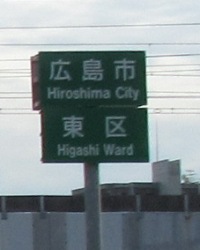 広島市
Hiroshima City
東区
Higashi Ward